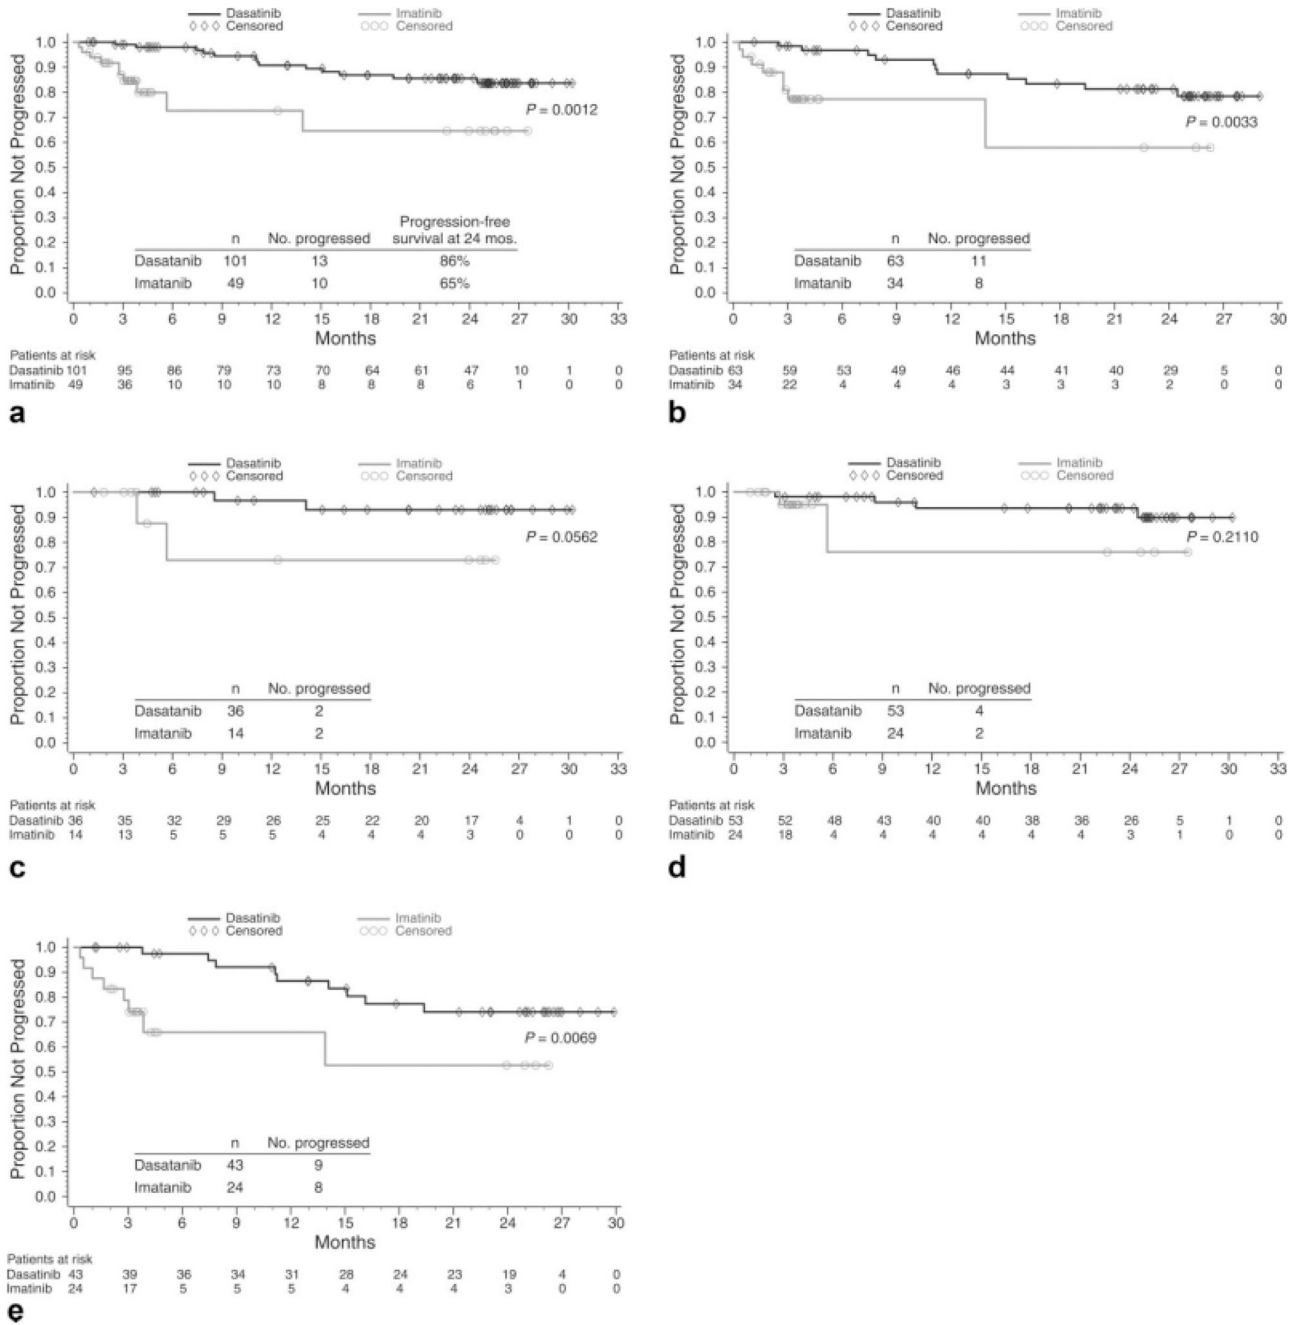 Dasatinib Imatinib
Censored Censored
Proportion Not Progressed
1.0
0.9
0.8
0.7
0.6
0.5
0.4
0.3
0.2
0.1
0.0
P = 0.0012
Progression-free
n No. progressed survival at 24 mos.
Dasatanib 101 13 86%
Imatanib 49 10 65%
0 3 6 9 12 15 18 21 24 27 30 33
Months
Patients at risk
Dasatinib 101 95 86 79 73 70 64 61 47 10 1 0
Imatinib 49 36 10 10 10 8 8 8 6 1 0 0
a
Dasatinib Imatinib
Censored Censored
Proportion Not Progressed
1.0
0.9
0.8
0.7
0.6
0.5
0.4
0.3
0.2
0.1
0.0
P = 0.0033
n No. progressed
Dasatanib 63 11
Imatanib 34 8
0 3 6 9 12 15 18 21 24 27 30
Months
Patients at risk
Dasatinib 63 59 53 49 46 44 41 40 29 5 0
Imatinib 34 22 4 4 4 3 3 3 2 0 0
b
Dasatinib Imatinib
Censored Censored
Proportion Not Progressed
1.0
0.9
0.8
0.7
0.6
0.5
0.4
0.3
0.2
0.1
0.0
P = 0.0562
n No. progressed
Dasatanib 36 2
Imatanib 14 2
0 3 6 9 12 15 18 21 24 27 30 33
Months
Patients at risk
Dasatinib 36 35 32 29 26 25 22 20 17 4 1 0
Imatinib 14 13 5 5 5 4 4 4 3 0 0 0
c
Dasatinib Imatinib
Censored Censored
Proportion Not Progressed
1.0
0.9
0.8
0.7
0.6
0.5
0.4
0.3
0.2
0.1
0.0
P = 0.2110
n No. progressed
Dasatanib 53 4
Imatanib 24 2
0 3 6 9 12 15 18 21 24 27 30 33
Months
Patients at risk
Dasatinib 53 52 48 43 40 40 38 36 26 5 1 0
Imatinib 24 18 4 4 4 4 4 4 3 1 0 0
d
Dasatinib Imatinib
Censored Censored
Proportion Not Progressed
1.0
0.9
0.8
0.7
0.6
0.5
0.4
0.3
0.2
0.1
0.0
P = 0.0069
n No. progressed
Dasatanib 43 9
Imatanib 24 8
0 3 6 9 12 15 18 21 24 27 30
Months
Patients at risk
Dasatinib 43 39 36 34 31 28 24 23 19 4 0
Imatinib 24 17 5 5 5 4 4 4 3 0 0
e